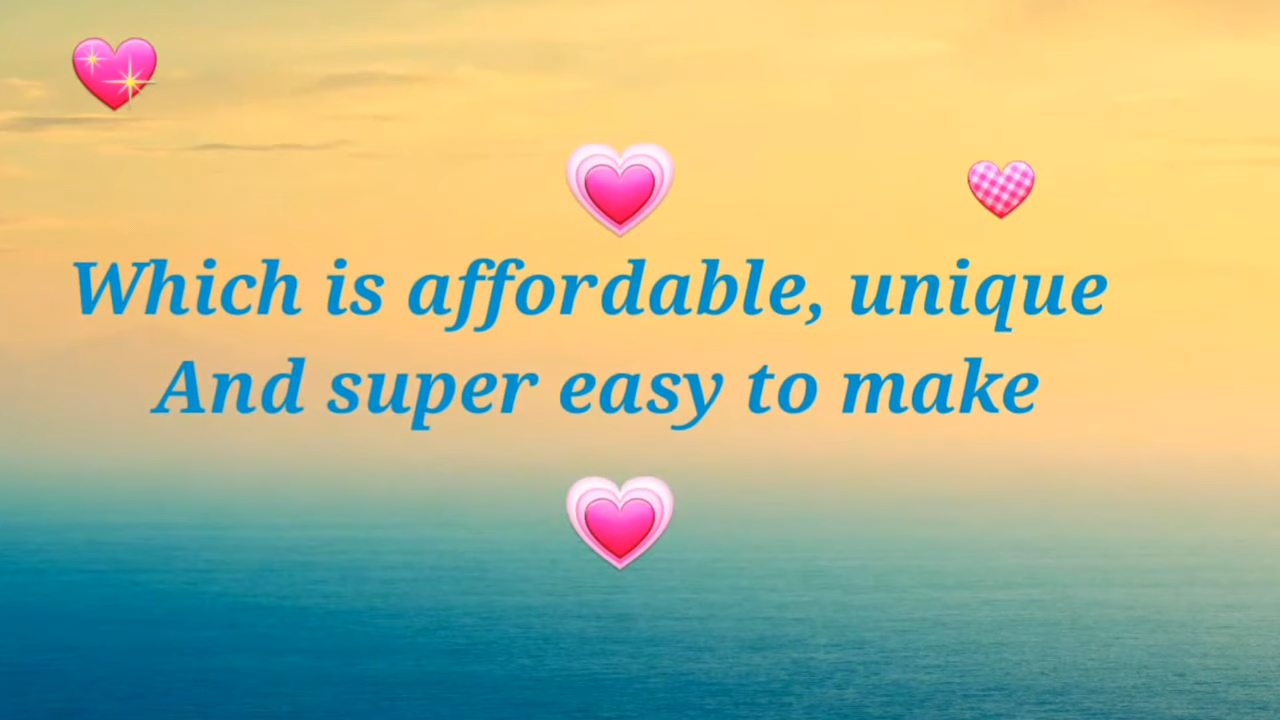 Which is affordable, unique
And super easy to make